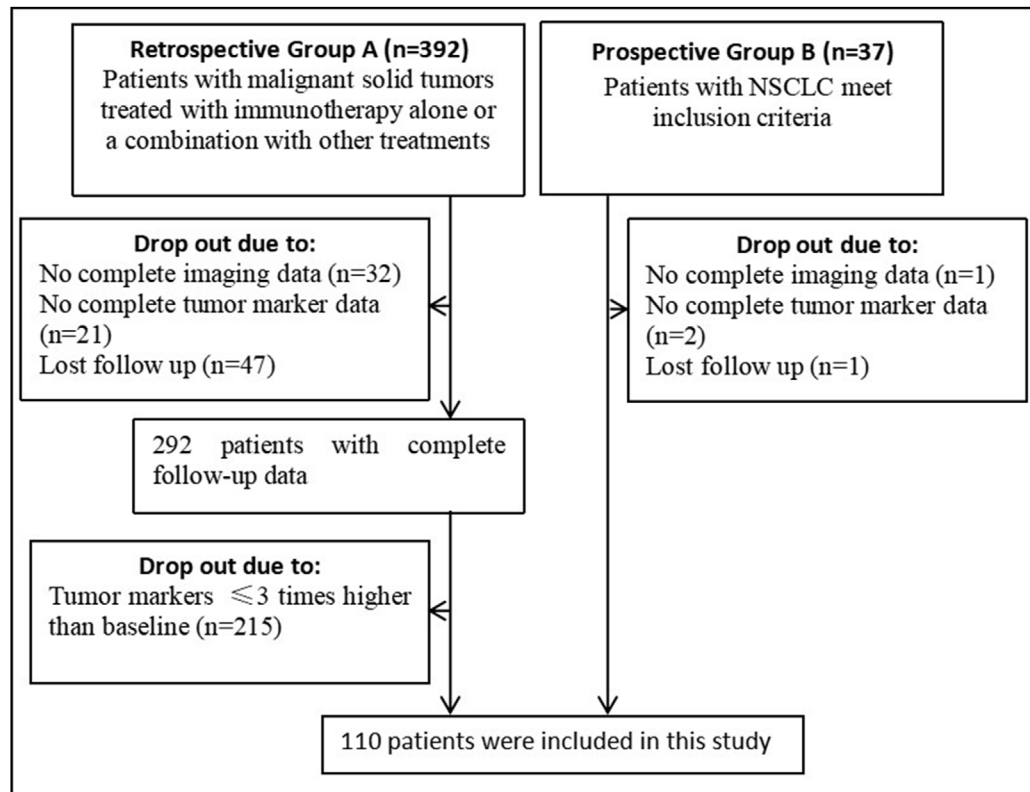 Retrospective Group A (n=392)
Patients with malignant solid tumors
treated with immunotherapy alone or
a combination with other treatments
Prospective Group B (n=37)
Patients with NSCLC meet
inclusion criteria
Drop out due to:
No complete imaging data (n=32)
No complete tumor marker data
(n=21)
Lost follow up (n=47)
Drop out due to:
No complete imaging data (n=1)
No complete tumor marker data
(n=2)
Lost follow up (n=1)
292 patients with complete
follow-up data
Drop out due to:
Tumor markers ≤3 times higher
than baseline (n=215)
110 patients were included in this study